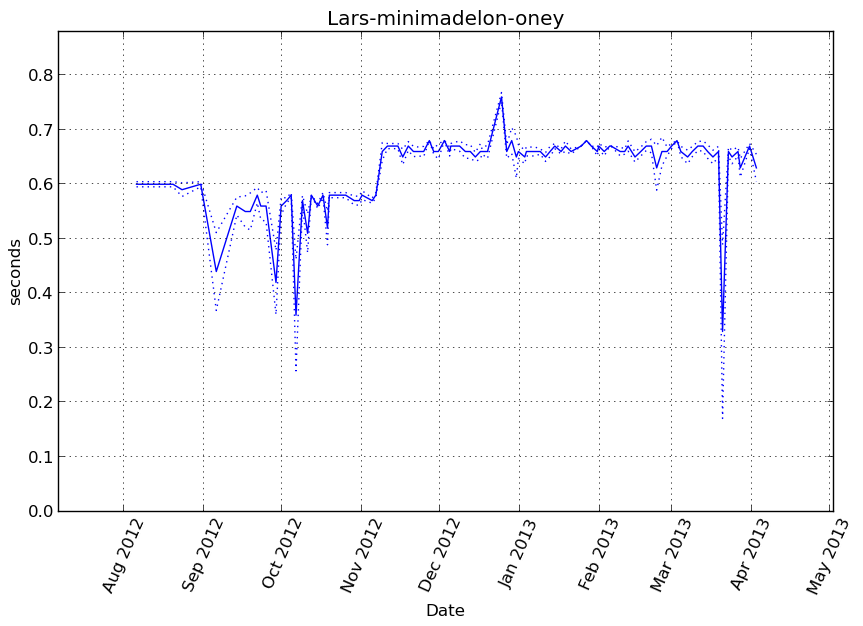 Lars-minimadelon-oney
0.8
0.7
0.6
0.5
0.4
0.3
0.2
0.1
0.0
seconds
Aug 2012
Sep 2012
Oct 2012
Nov 2012
Dec 2012
Jan 2013
Feb 2013
Mar 2013
Apr 2013
May 2013
Date